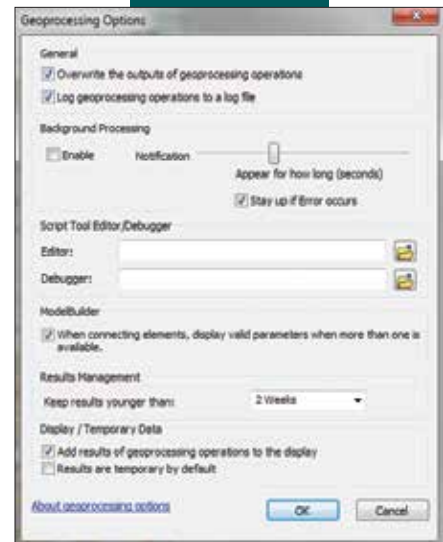 Geoprocessing Options
General
Overwrite the outputs of geoprocessing operations
Log geoprocessing operations to a log file
Background Processing
Enable
Notification
Appear for how long (seconds)
Stay up if Error occurs
Script Tool Editor/Debugger
Editor:
Debugger:
ModelBuilder
When connecting elements, display valid parameters when more than one is
available.
Results Management
Keep results younger than:
2 Weeks
Display / Temporary Data
Add results of geoprocessing operations to the display
Results are temporary by default
About geoprocessing options
OK
Cancel